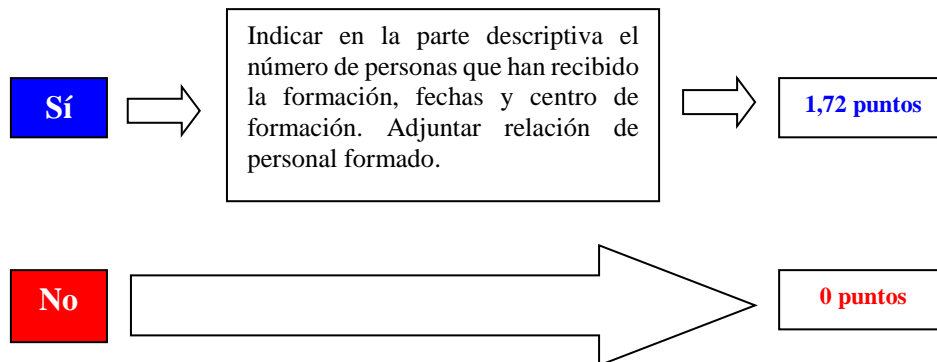 Sí
Indicar en la parte descriptiva el
número de personas que han recibido
la formación, fechas y centro de
formación. Adjuntar relación de
personal formado.
1,72 puntos
No
0 puntos